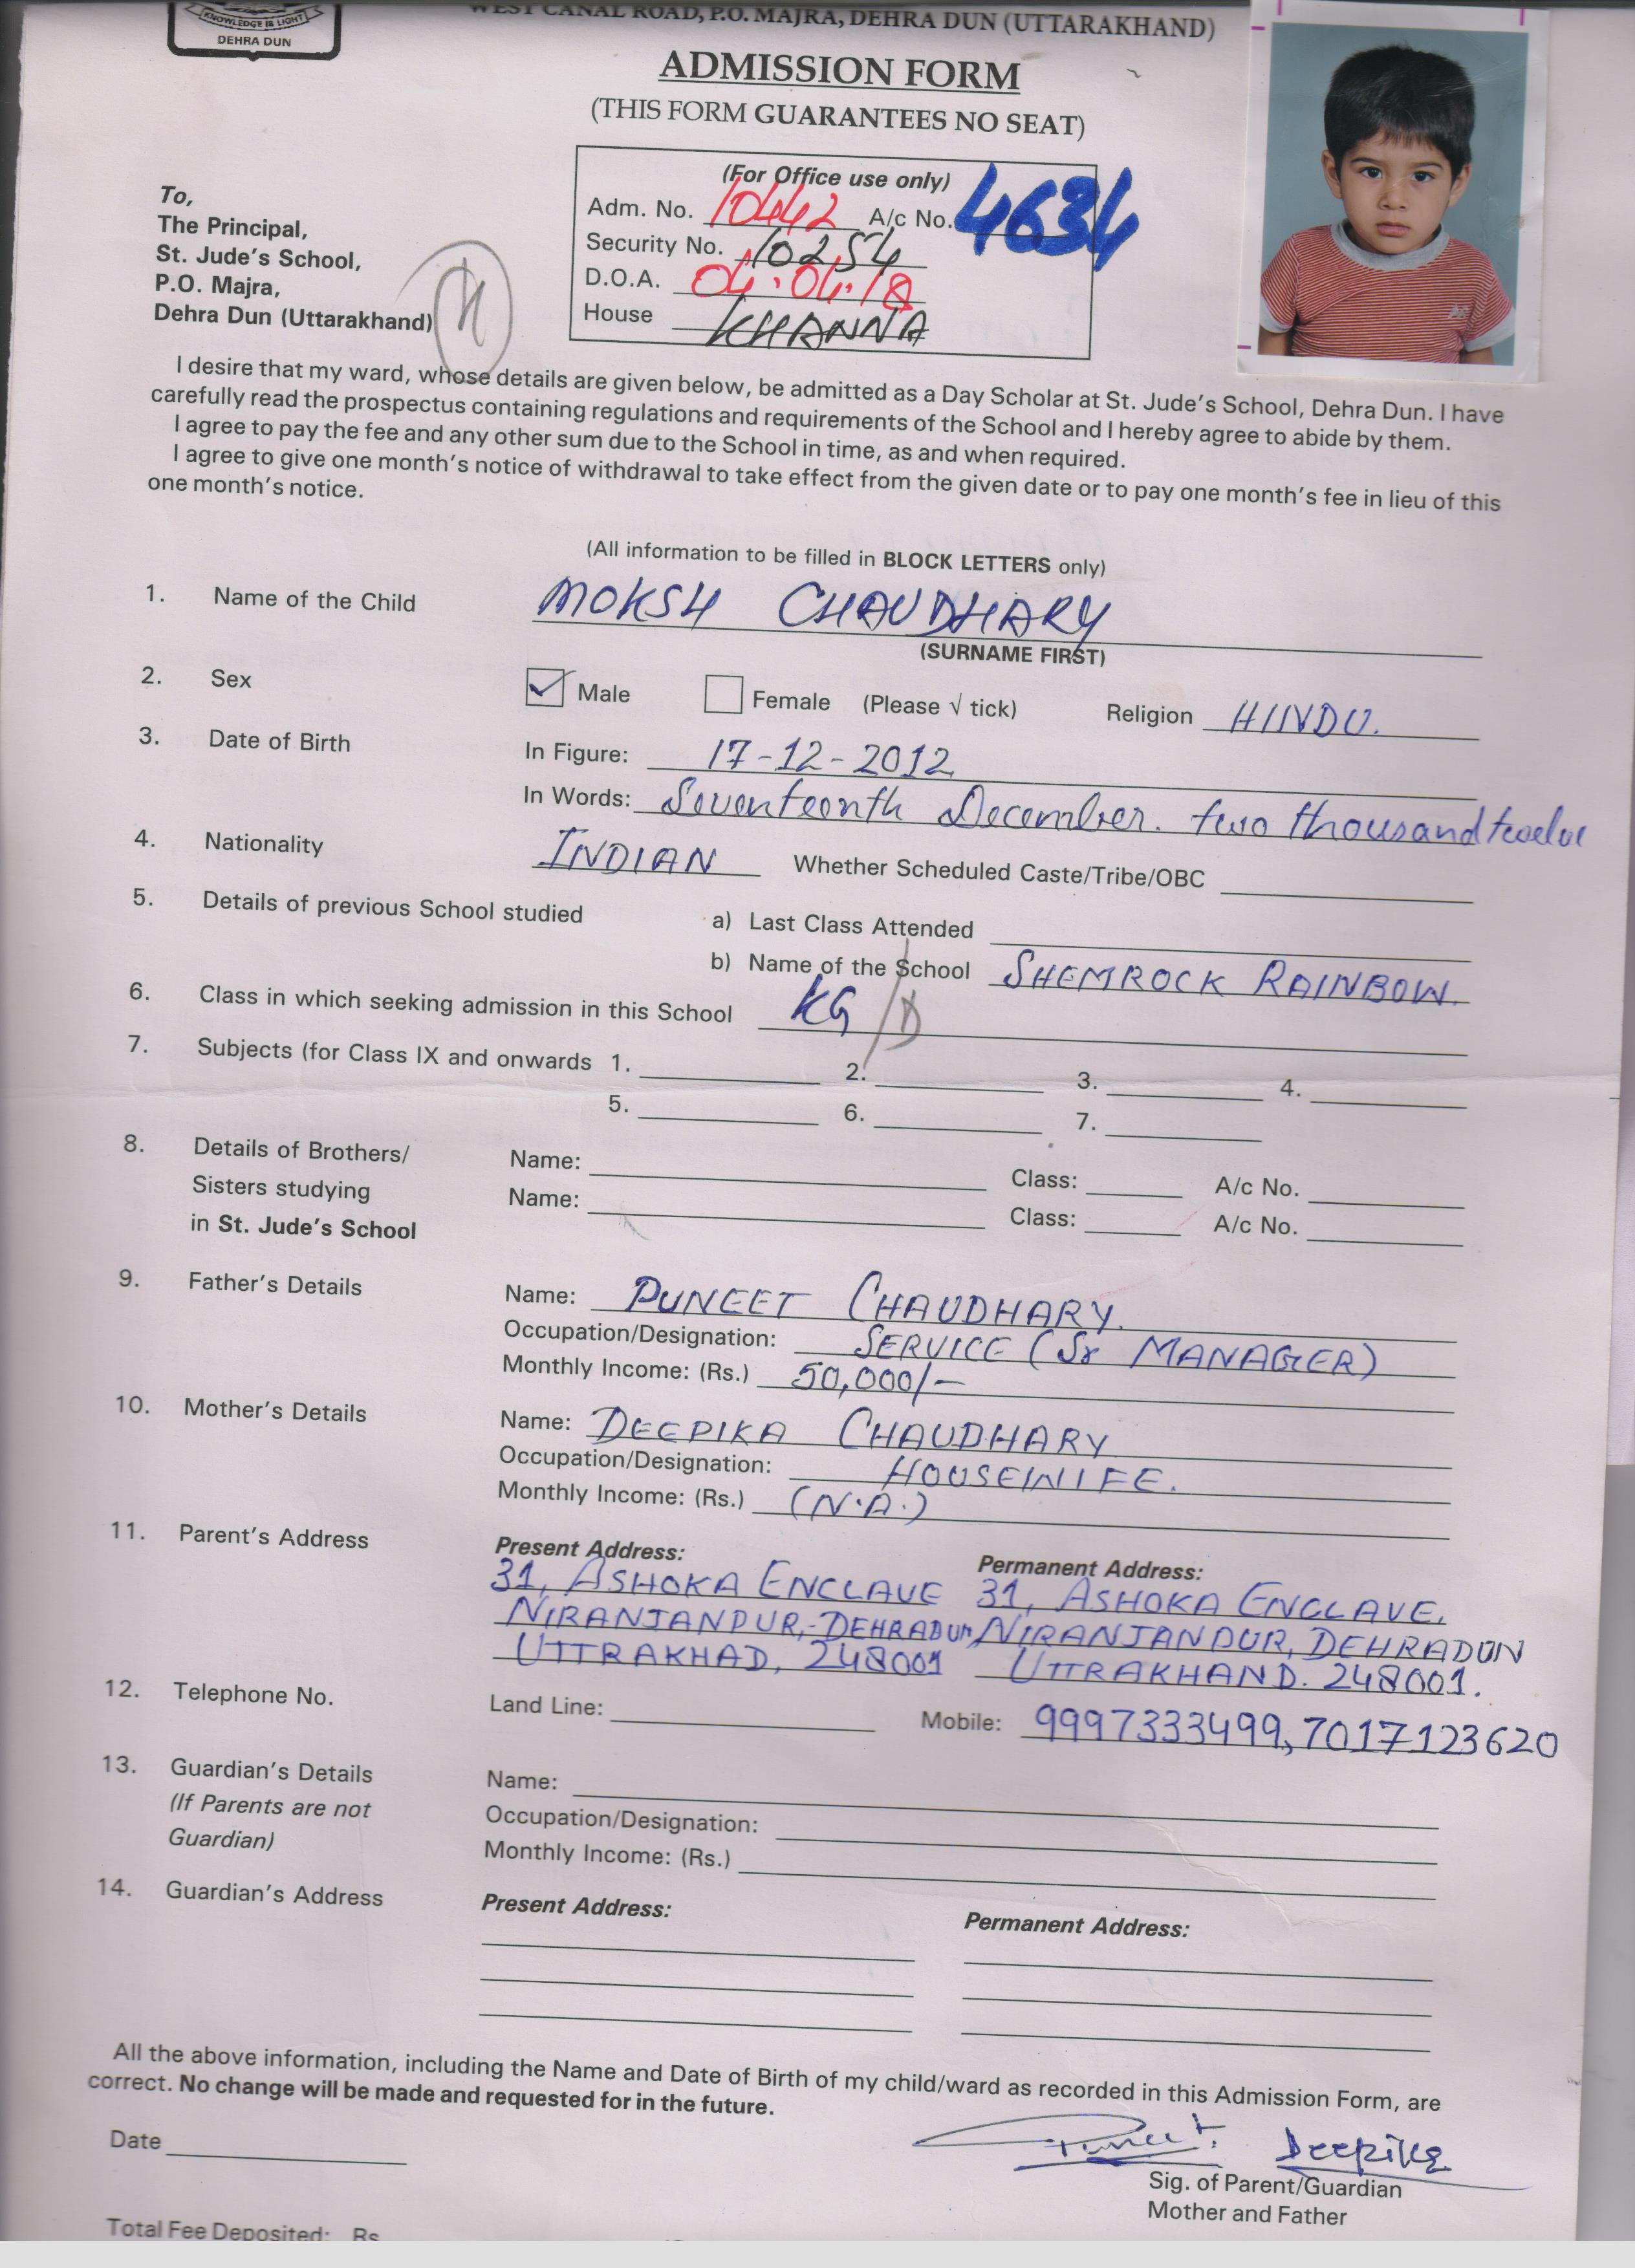 KNOWLEDGE IS LIGHT
DEHRA DUN
WEST CANAL ROAD, P.O. MAJRA, DEHRA DUN (UTTARAKHAND)
ADMISSION FORM
(THIS FORM GUARANTEES NO SEAT)
(For Office use only)
Adm. No. 10442 A/c No. 4634
Security No. 10254
D.O.A. 04.04.18
House KHANNA
To,
The Principal,
St. Jude's School,
P.O. Majra,
Dehra Dun (Uttarakhand)
I desire that my ward, whose details are given below, be admitted as a Day Scholar at St. Jude's School, Dehra Dun. I have
carefully read the prospectus containing regulations and requirements of the School and I hereby agree to abide by them.
I agree to pay the fee and any other sum due to the School in time, as and when required.
I agree to give one month's notice of withdrawal to take effect from the given date or to pay one month's fee in lieu of this
one month's notice.
(All information to be filled in BLOCK LETTERS only)
1. Name of the Child MOKSH CHAUDHARY
(SURNAME FIRST)
2. Sex Male Female (Please √ tick) Religion HINDU.
3. Date of Birth In Figure: 17-12-2012
In Words: Seventeenth December. two thousand twelve
4. Nationality INDIAN Whether Scheduled Caste/Tribe/OBC
5. Details of previous School studied a) Last Class Attended
b) Name of the School SHEMROCK RAINBOW.
6. Class in which seeking admission in this School KG /D
7. Subjects (for Class IX and onwards 1. 2. 3. 4.
5. 6. 7.
8. Details of Brothers/ Name: Class: A/c No.
Sisters studying Name: Class: A/c No.
in St. Jude's School
9. Father's Details Name: PUNEET CHAUDHARY.
Occupation/Designation: SERVICE (Sr MANAGER)
Monthly Income: (Rs.) 50,000/-
10. Mother's Details Name: DEEPIKA CHAUDHARY
Occupation/Designation: HOUSEWIFE.
Monthly Income: (Rs.) (N.A.)
11. Parent's Address Present Address: Permanent Address:
31, ASHOKA ENCLAVE 31, ASHOKA ENCLAVE,
NIRANJANPUR,-DEHRADUN NIRANJANPUR, DEHRADUN
UTTRAKHAD, 248001 UTTRAKHAND. 248001.
12. Telephone No. Land Line: Mobile: 9997333499, 7017123620
13. Guardian's Details Name:
(If Parents are not Occupation/Designation:
Guardian) Monthly Income: (Rs.)
14. Guardian's Address Present Address: Permanent Address:
All the above information, including the Name and Date of Birth of my child/ward as recorded in this Admission Form, are
correct. No change will be made and requested for in the future.
Date
Puneet. Deepika
Sig. of Parent/Guardian
Mother and Father
Total Fee Deposited: Rs